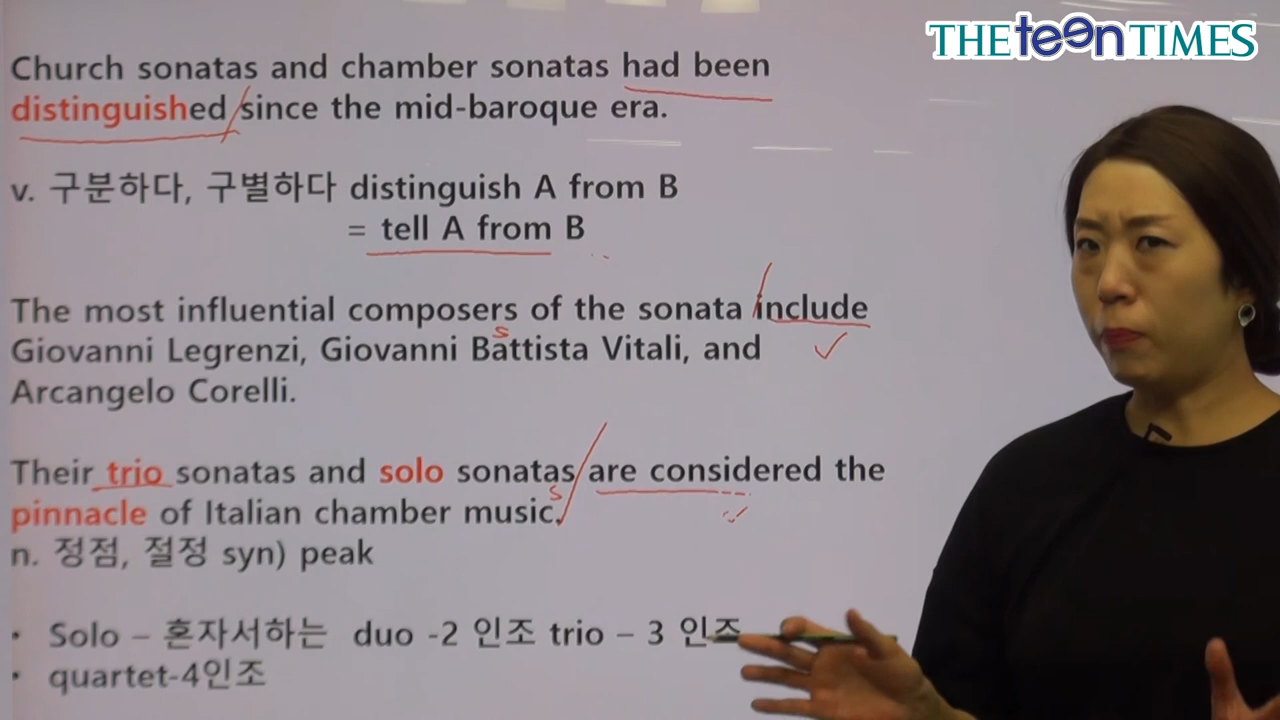 THE teen TIMES
Church sonatas and chamber sonatas had been
distinguished since the mid-baroque era.
v. 구분하다, 구별하다 distinguish A from B
= tell A from B
The most influential composers of the sonata include
s
Giovanni Legrenzi, Giovanni Battista Vitali, and
Arcangelo Corelli.
Their trio sonatas and solo sonatas are considered the
s
pinnacle of Italian chamber music.
n. 정점, 절정 syn) peak
• Solo – 혼자서하는 duo -2 인조 trio – 3 인조
• quartet-4인조